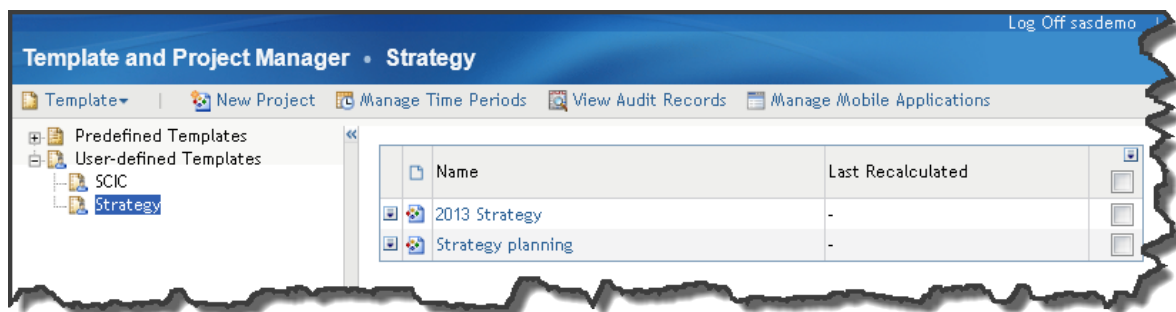 Log Off sasdemo
Template and Project Manager • Strategy
Template | New Project Manage Time Periods View Audit Records Manage Mobile Applications
Predefined Templates
User-defined Templates
SCIC
Strategy
Name Last Recalculated
2013 Strategy -
Strategy planning -